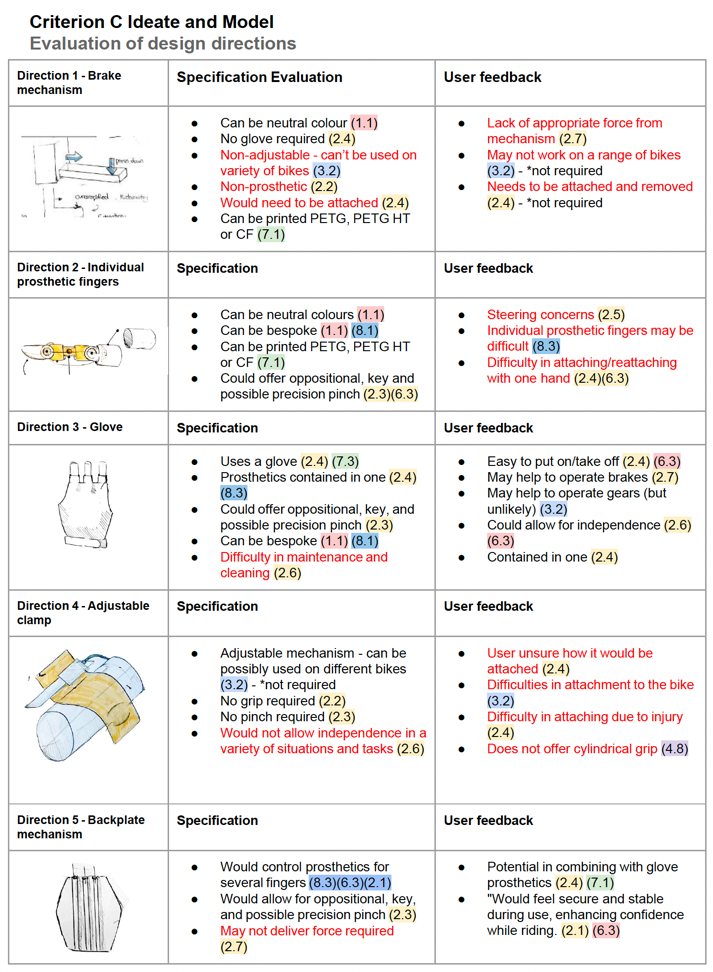 Criterion C Ideate and Model
Evaluation of design directions
Direction 1 - Brake
mechanism
Specification Evaluation
User feedback
press down
● Can be neutral colour (1.1)
● No glove required (2.4)
● Non-adjustable - can't be used on
variety of bikes (3.2)
● Non-prosthetic (2.2)
● Would need to be attached (2.4)
● Can be printed PETG, PETG HT
or CF (7.1)
● Lack of appropriate force from
mechanism (2.7)
● May not work on a range of bikes
(3.2) - *not required
● Needs to be attached and removed
(2.4) - *not required
Direction 2 - Individual
prosthetic fingers
Specification
User feedback
● Can be neutral colours (1.1)
● Can be bespoke (1.1) (8.1)
● Can be printed PETG, PETG HT
or CF (7.1)
● Could offer oppositional, key and
possible precision pinch (2.3)(6.3)
● Steering concerns (2.5)
● Individual prosthetic fingers may be
difficult (8.3)
● Difficulty in attaching/reattaching
with one hand (2.4)(6.3)
Direction 3 - Glove
Specification
User feedback
● Uses a glove (2.4) (7.3)
● Prosthetics contained in one (2.4)
(8.3)
● Could offer oppositional, key, and
possible precision pinch (2.3)
● Can be bespoke (1.1) (8.1)
● Difficulty in maintenance and
cleaning (2.6)
● Easy to put on/take off (2.4) (6.3)
● May help to operate brakes (2.7)
● May help to operate gears (but
unlikely) (3.2)
● Could allow for independence (2.6)
(6.3)
● Contained in one (2.4)
Direction 4 - Adjustable
clamp
Specification
User feedback
● Adjustable mechanism - can be
possibly used on different bikes
(3.2) - *not required
● No grip required (2.2)
● No pinch required (2.3)
● Would not allow independence in a
variety of situations and tasks (2.6)
● User unsure how it would be
attached (2.4)
● Difficulties in attachment to the bike
(3.2)
● Difficulty in attaching due to injury
(2.4)
● Does not offer cylindrical grip (4.8)
Direction 5 - Backplate
mechanism
Specification
User feedback
● Would control prosthetics for
several fingers (8.3)(6.3)(2.1)
● Would allow for oppositional, key,
and possible precision pinch (2.3)
● May not deliver force required
(2.7)
● Potential in combining with glove
prosthetics (2.4) (7.1)
● "Would feel secure and stable
during use, enhancing confidence
while riding. (2.1) (6.3)